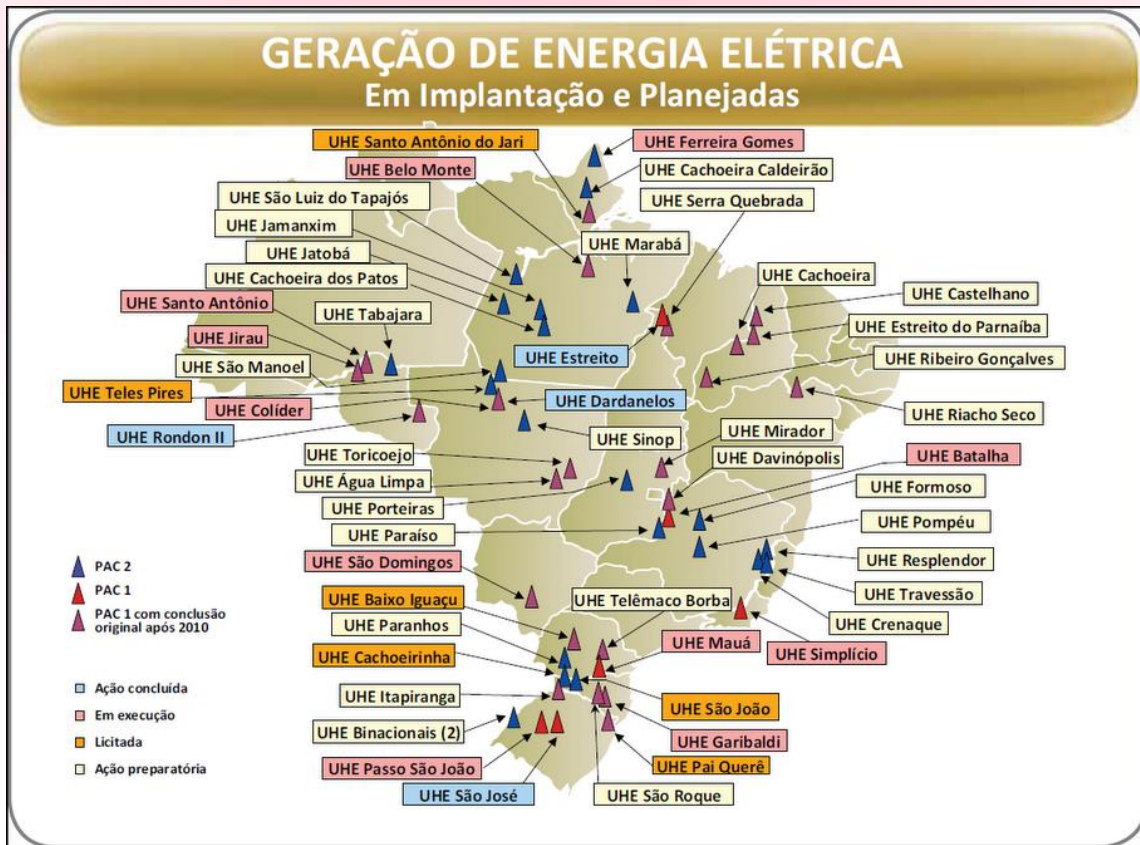 GERAÇÃO DE ENERGIA ELÉTRICA
Em Implantação e Planejadas
UHE Santo Antônio do Jari
UHE Ferreira Gomes
UHE Belo Monte
UHE Cachoeira Caldeirão
UHE São Luiz do Tapajós
UHE Serra Quebrada
UHE Jamanxim
UHE Marabá
UHE Jatobá
UHE Cachoeira
UHE Cachoeira dos Patos
UHE Castelhano
UHE Santo Antônio
UHE Tabajara
UHE Estreito do Parnaíba
UHE Jirau
UHE Estreito
UHE Ribeiro Gonçalves
UHE São Manoel
UHE Teles Pires
UHE Colíder
UHE Dardanelos
UHE Riacho Seco
UHE Rondon II
UHE Sinop
UHE Mirador
UHE Toricoejo
UHE Davinópolis
UHE Batalha
UHE Água Limpa
UHE Formoso
UHE Porteiras
UHE Paraíso
UHE Pompéu
UHE São Domingos
UHE Resplendor
UHE Travessão
UHE Baixo Iguaçu
UHE Telêmaco Borba
UHE Crenaque
UHE Paranhos
UHE Mauá
UHE Simplício
UHE Cachoeirinha
UHE Itapiranga
UHE São João
UHE Binacionais (2)
UHE Garibaldi
UHE Passo São João
UHE Pai Querê
UHE São José
UHE São Roque
PAC 2
PAC 1
PAC 1 com conclusão
original após 2010
Ação concluída
Em execução
Licitada
Ação preparatória